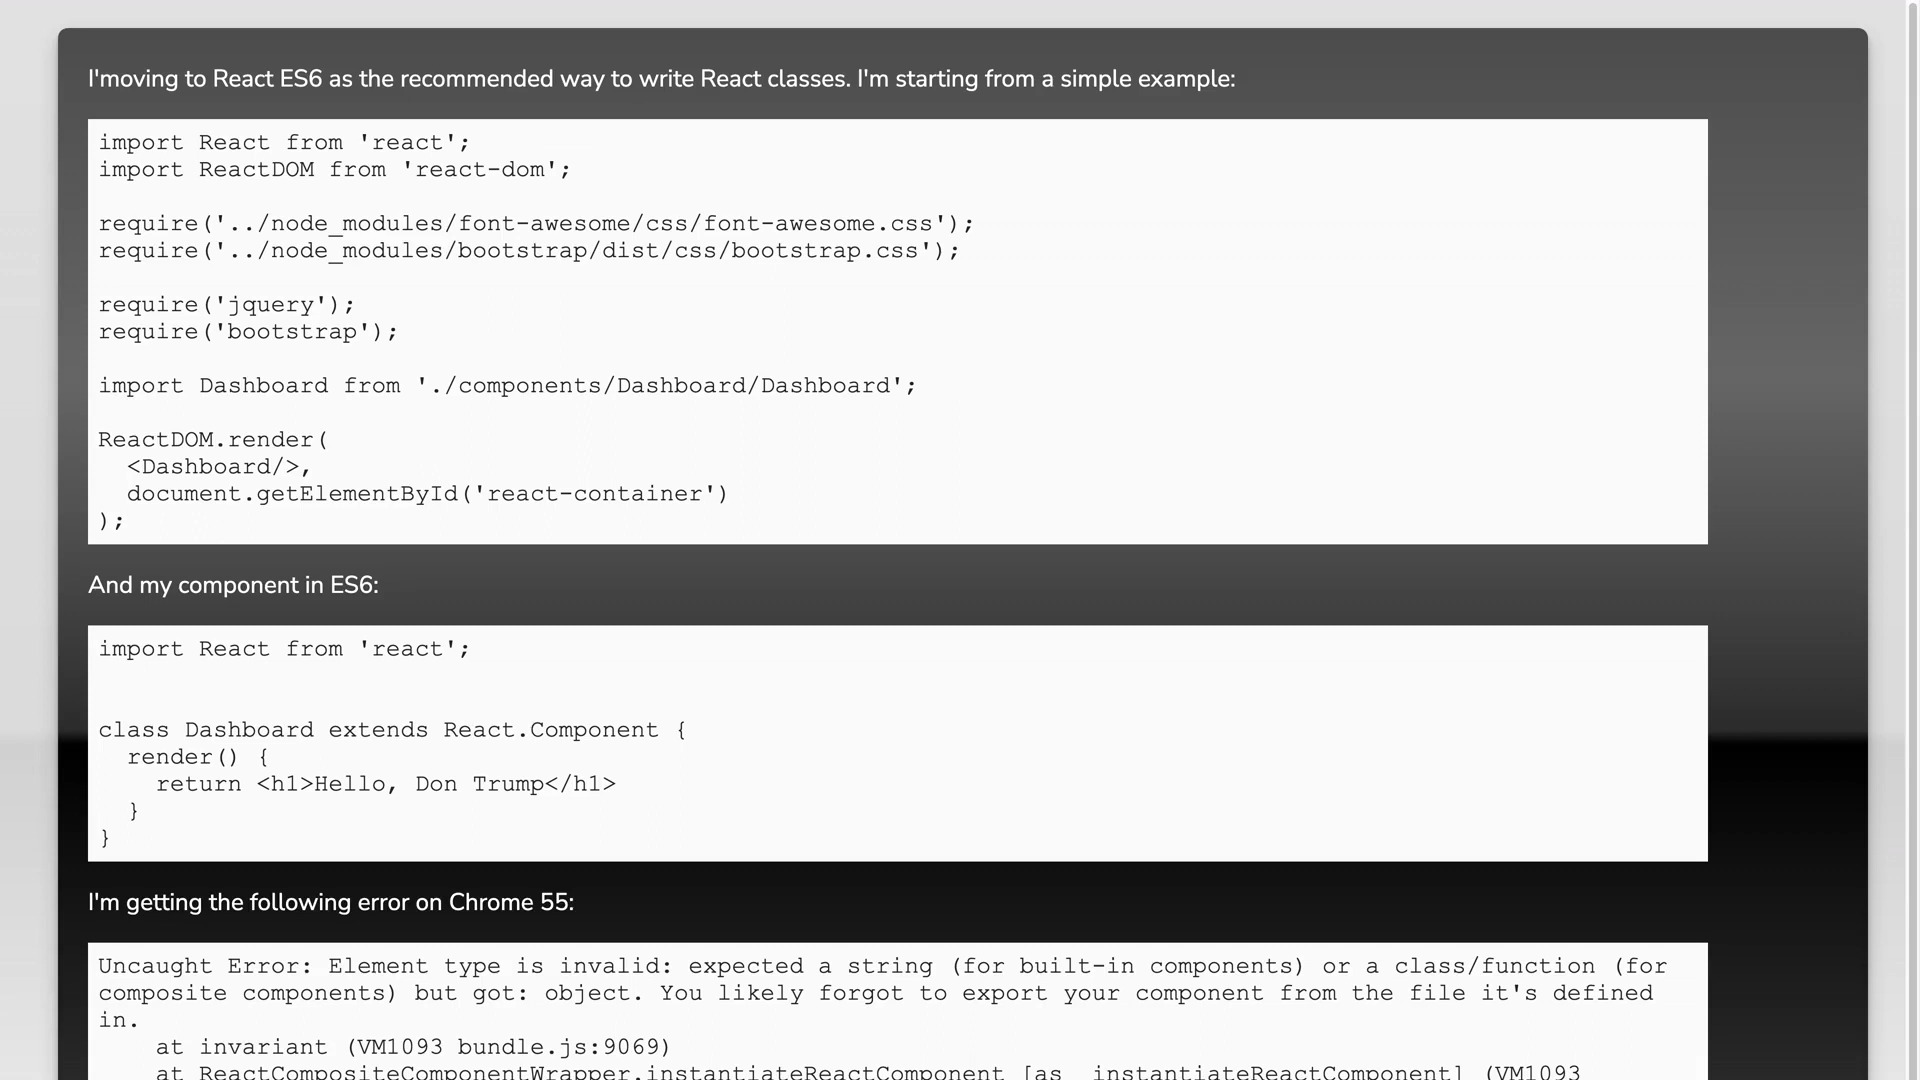 I'moving to React ES6 as the recommended way to write React classes. I'm starting from a simple example:
import React from 'react';
import ReactDOM from 'react-dom';
require('../node_modules/font-awesome/css/font-awesome.css');
require('../node_modules/bootstrap/dist/css/bootstrap.css');
require('jquery');
require('bootstrap');
import Dashboard from './components/Dashboard/Dashboard';
ReactDOM.render(
  <Dashboard/>,
  document.getElementById('react-container')
);
And my component in ES6:
import React from 'react';
class Dashboard extends React.Component {
  render() {
    return <h1>Hello, Don Trump</h1>
  }
}
I'm getting the following error on Chrome 55:
Uncaught Error: Element type is invalid: expected a string (for built-in components) or a class/function (for
composite components) but got: object. You likely forgot to export your component from the file it's defined
in.
    at invariant (VM1093 bundle.js:9069)
    at ReactCompositeComponentWrapper.instantiateReactComponent [as _instantiateReactComponent] (VM1093